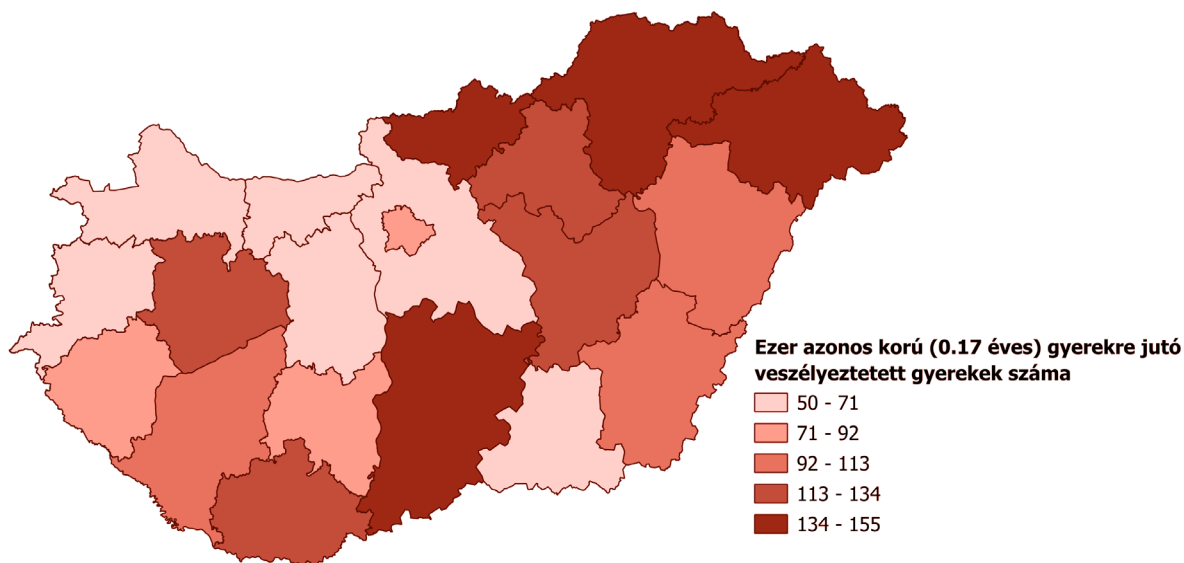 Ezer azonos korú (0.17 éves) gyerekre jutó
veszélyeztetett gyerekek száma
50 - 71
71 - 92
92 - 113
113 - 134
134 - 155